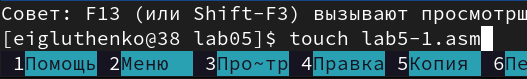 Совет: F13 (или Shift-F3) вызывают просмотрщ
[eigluthenko@38 lab05]$ touch lab5-1.asm
1Помощь 2Меню 3Про~тр 4Правка 5Копия 6Пе